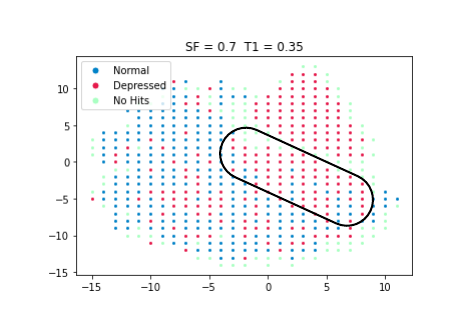 SF = 0.7 T1 = 0.35
Normal
Depressed
No Hits
10
5
0
−5
−10
−15
−15 −10 −5 0 5 10